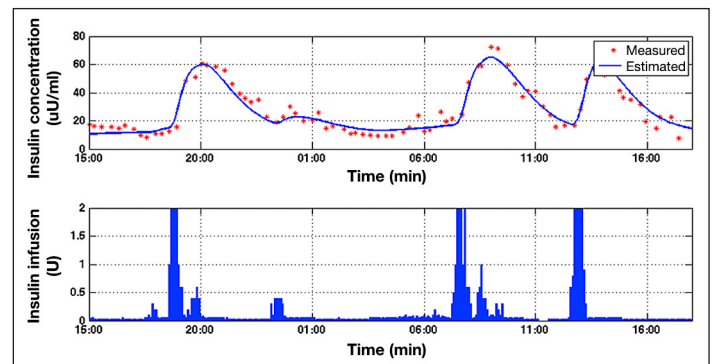 Insulin concentration
(uU/ml)
80
60
40
20
0
Measured
Estimated
15:00 20:00 01:00 06:00 11:00 16:00
Time (min)
Insulin infusion
(U)
2
1.5
1
0.5
0
15:00 20:00 01:00 06:00 11:00 16:00
Time (min)